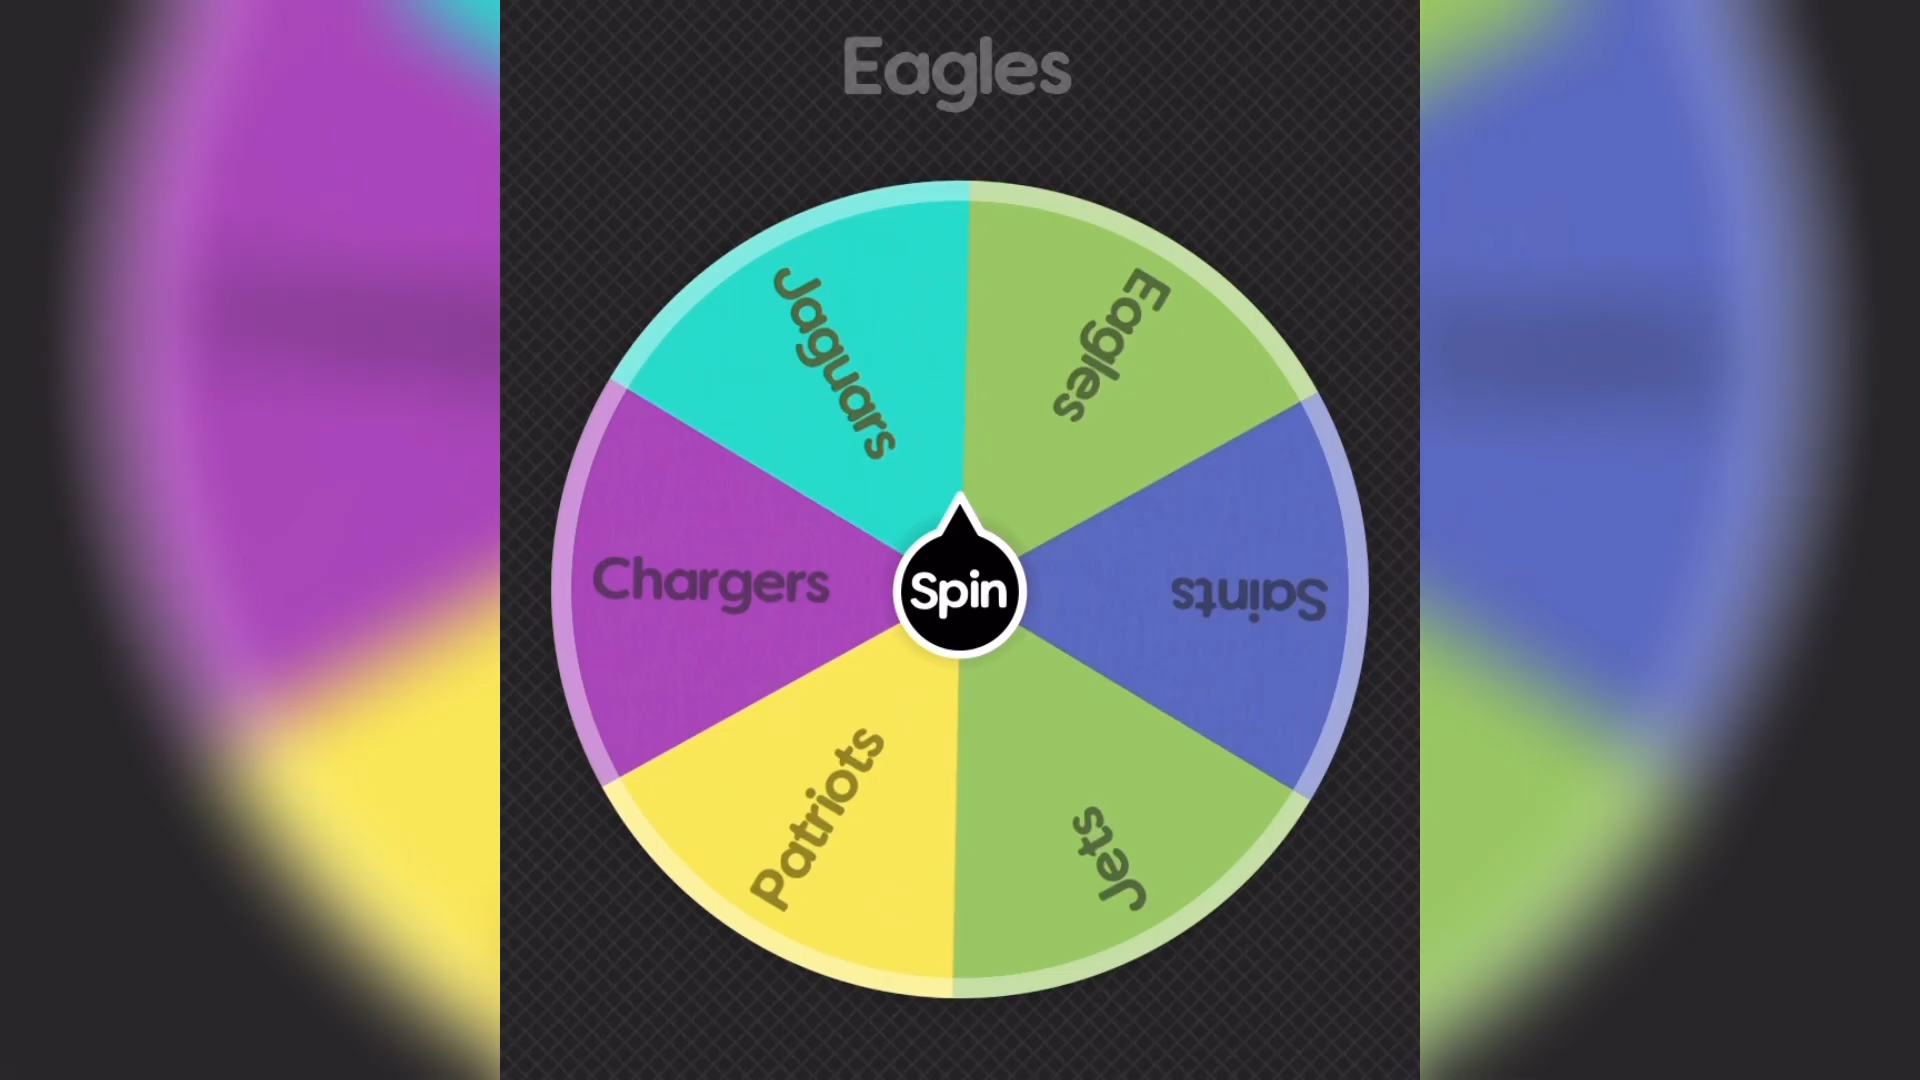 Eagles
Jaguars
Eagles
Chargers
Spin
Saints
Patriots
Jets